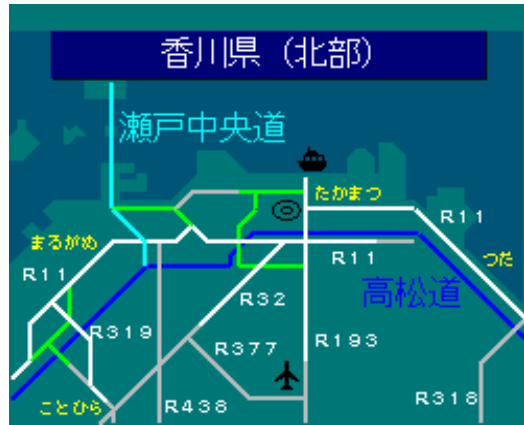 香川県（北部）
瀬戸中央道
たかまつ
R11
まるがめ
R11
R11
つだ
R32
高松道
R319
R377
R193
ことひら
R438
R318